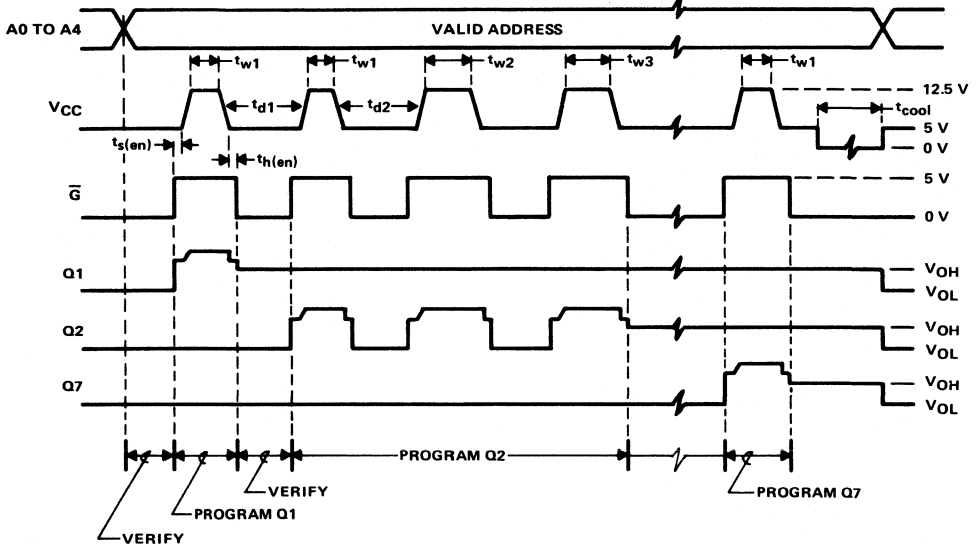 A0 TO A4
VALID ADDRESS
tw1 tw1 tw2 tw3 tw1
12.5 V
VCC
td1 td2
tcool
5 V
0 V
ts(en) th(en)
G̅
5 V
0 V
Q1
VOH
VOL
Q2
VOH
VOL
Q7
VOH
VOL
PROGRAM Q2
VERIFY
PROGRAM Q7
PROGRAM Q1
VERIFY